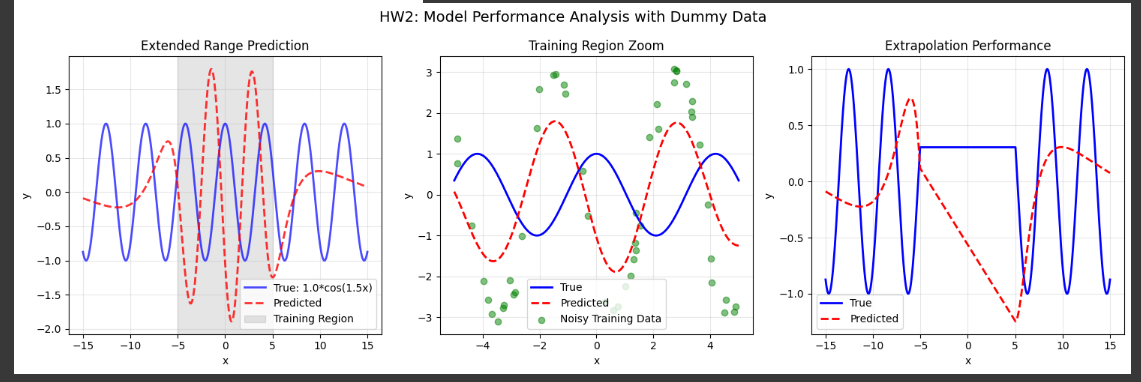 HW2: Model Performance Analysis with Dummy Data
Extended Range Prediction
y
1.5
1.0
0.5
0.0
−0.5
−1.0
−1.5
−2.0
−15 −10 −5 0 5 10 15
x
True: 1.0*cos(1.5x)
Predicted
Training Region
Training Region Zoom
y
3
2
1
0
−1
−2
−3
−4 −2 0 2 4
x
True
Predicted
Noisy Training Data
Extrapolation Performance
y
1.0
0.5
0.0
−0.5
−1.0
−15 −10 −5 0 5 10 15
x
True
Predicted